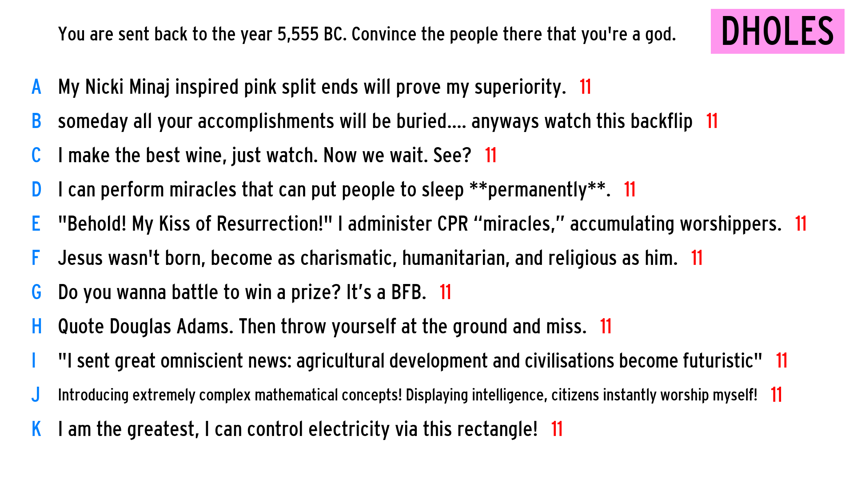 You are sent back to the year 5,555 BC. Convince the people there that you're a god.
DHOLES
A My Nicki Minaj inspired pink split ends will prove my superiority. 11
B someday all your accomplishments will be buried.... anyways watch this backflip 11
C I make the best wine, just watch. Now we wait. See? 11
D I can perform miracles that can put people to sleep **permanently**. 11
E "Behold! My Kiss of Resurrection!" I administer CPR “miracles,” accumulating worshippers. 11
F Jesus wasn't born, become as charismatic, humanitarian, and religious as him. 11
G Do you wanna battle to win a prize? It’s a BFB. 11
H Quote Douglas Adams. Then throw yourself at the ground and miss. 11
I "I sent great omniscient news: agricultural development and civilisations become futuristic" 11
J Introducing extremely complex mathematical concepts! Displaying intelligence, citizens instantly worship myself! 11
K I am the greatest, I can control electricity via this rectangle! 11